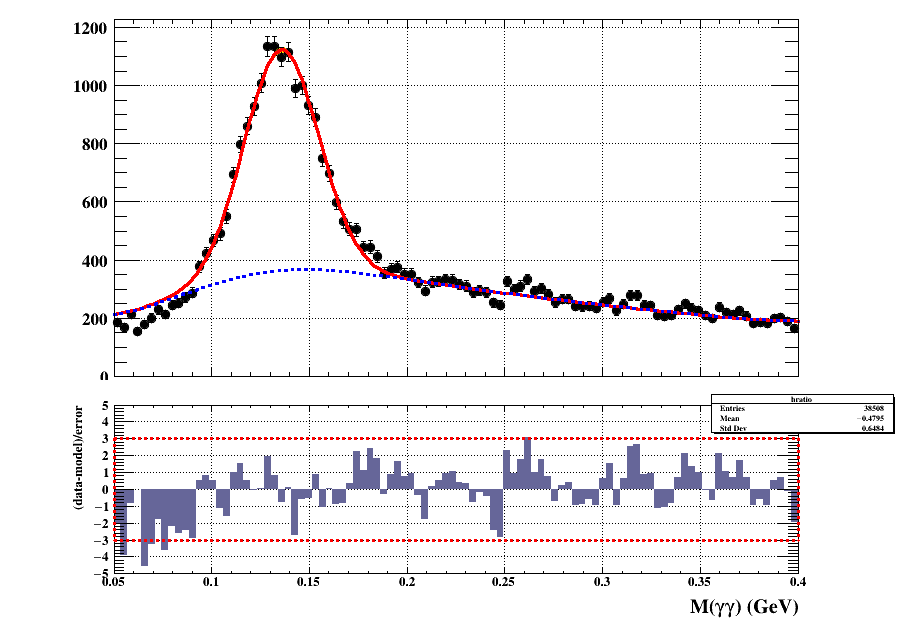 1200
1000
800
600
400
200
0
(data-model)/error
5
4
3
2
1
0
−1
−2
−3
−4
−5
hratio
Entries 38508
Mean −0.4795
Std Dev 0.6484
0.05 0.1 0.15 0.2 0.25 0.3 0.35 0.4
M(γγ) (GeV)